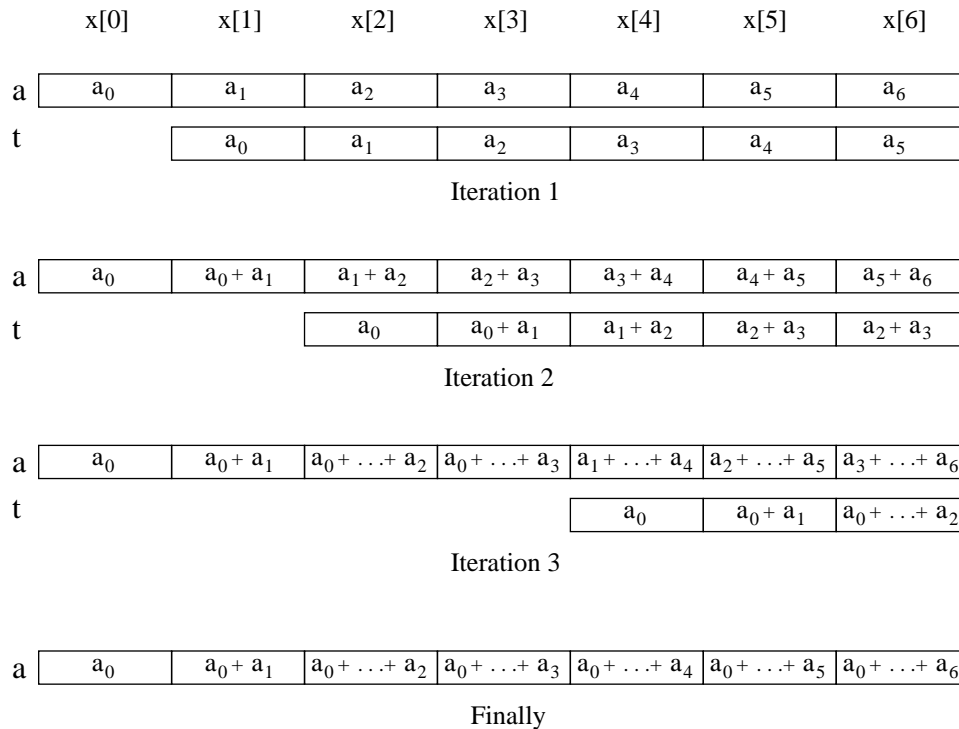 x[0] x[1] x[2] x[3] x[4] x[5] x[6]
a a₀ a₁ a₂ a₃ a₄ a₅ a₆
t a₀ a₁ a₂ a₃ a₄ a₅
Iteration 1
a a₀ a₀ + a₁ a₁ + a₂ a₂ + a₃ a₃ + a₄ a₄ + a₅ a₅ + a₆
t a₀ a₀ + a₁ a₁ + a₂ a₂ + a₃ a₂ + a₃
Iteration 2
a a₀ a₀ + a₁ a₀ + ...+ a₂ a₀ + ...+ a₃ a₁ + ...+ a₄ a₂ + ...+ a₅ a₃ + ...+ a₆
t a₀ a₀ + a₁ a₀ + ...+ a₂
Iteration 3
a a₀ a₀ + a₁ a₀ + ...+ a₂ a₀ + ...+ a₃ a₀ + ...+ a₄ a₀ + ...+ a₅ a₀ + ...+ a₆
Finally